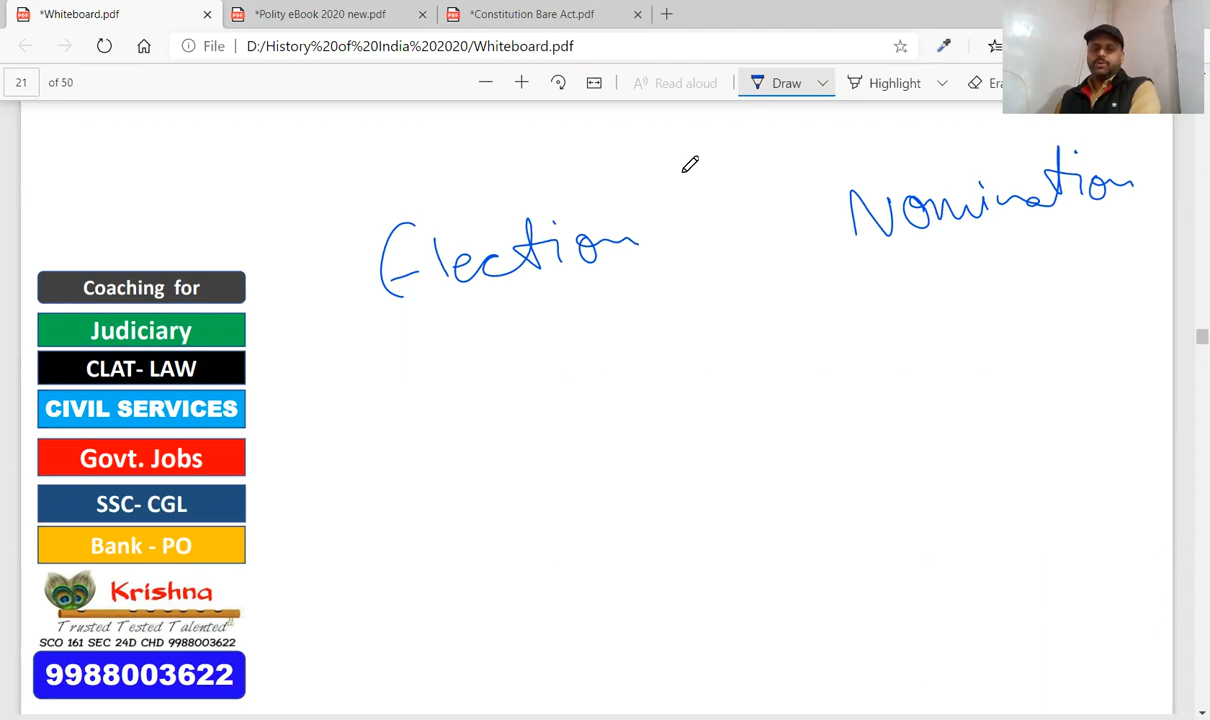 *Whiteboard.pdf
*Polity eBook 2020 new.pdf
*Constitution Bare Act.pdf
File
D:/History%20of%20India%202020/Whiteboard.pdf
21 of 50
Read aloud
Draw
Highlight
Era
Nomination
Election
Coaching for
Judiciary
CLAT- LAW
CIVIL SERVICES
Govt. Jobs
SSC- CGL
Bank - PO
Krishna
Trusted Tested Talented
SCO 161 SEC 24D CHD 9988003622
9988003622